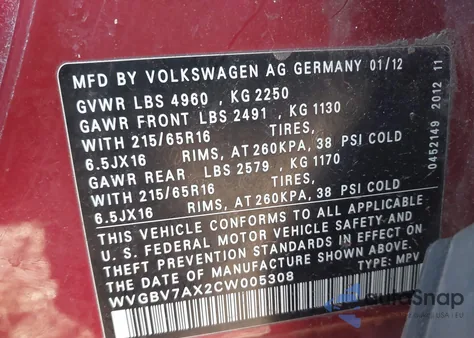 MFD BY VOLKSWAGEN AG GERMANY 01/12
GVWR LBS 4960 , KG 2250
GAWR FRONT LBS 2491 , KG 1130
WITH 215/65R16 TIRES,
6.5JX16 RIMS, AT 260KPA, 38 PSI COLD
GAWR REAR LBS 2579 , KG 1170
WITH 215/65R16 TIRES,
6.5JX16 RIMS, AT 260KPA, 38 PSI COLD
THIS VEHICLE CONFORMS TO ALL APPLICABLE
U. S. FEDERAL MOTOR VEHICLE SAFETY AND
THEFT PREVENTION STANDARDS IN EFFECT ON
THE DATE OF MANUFACTURE SHOWN ABOVE.
WVGBV7AX2CW005308 TYPE: MPV
0452149 2012 11
AutoSnap